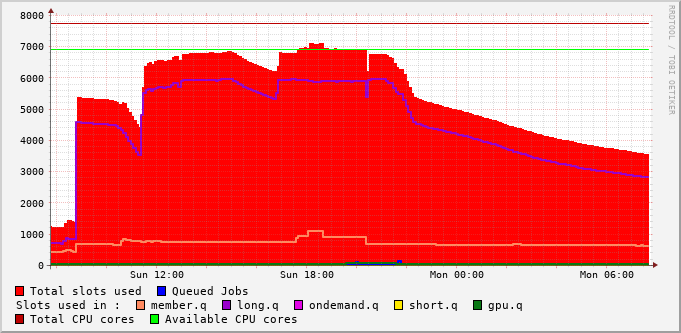 RRDTOOL / TOBI OETIKER
8000
7000
6000
5000
4000
3000
2000
1000
0
Sun 12:00 Sun 18:00 Mon 00:00 Mon 06:00
Total slots used Queued Jobs
Slots used in : member.q long.q ondemand.q short.q gpu.q
Total CPU cores Available CPU cores